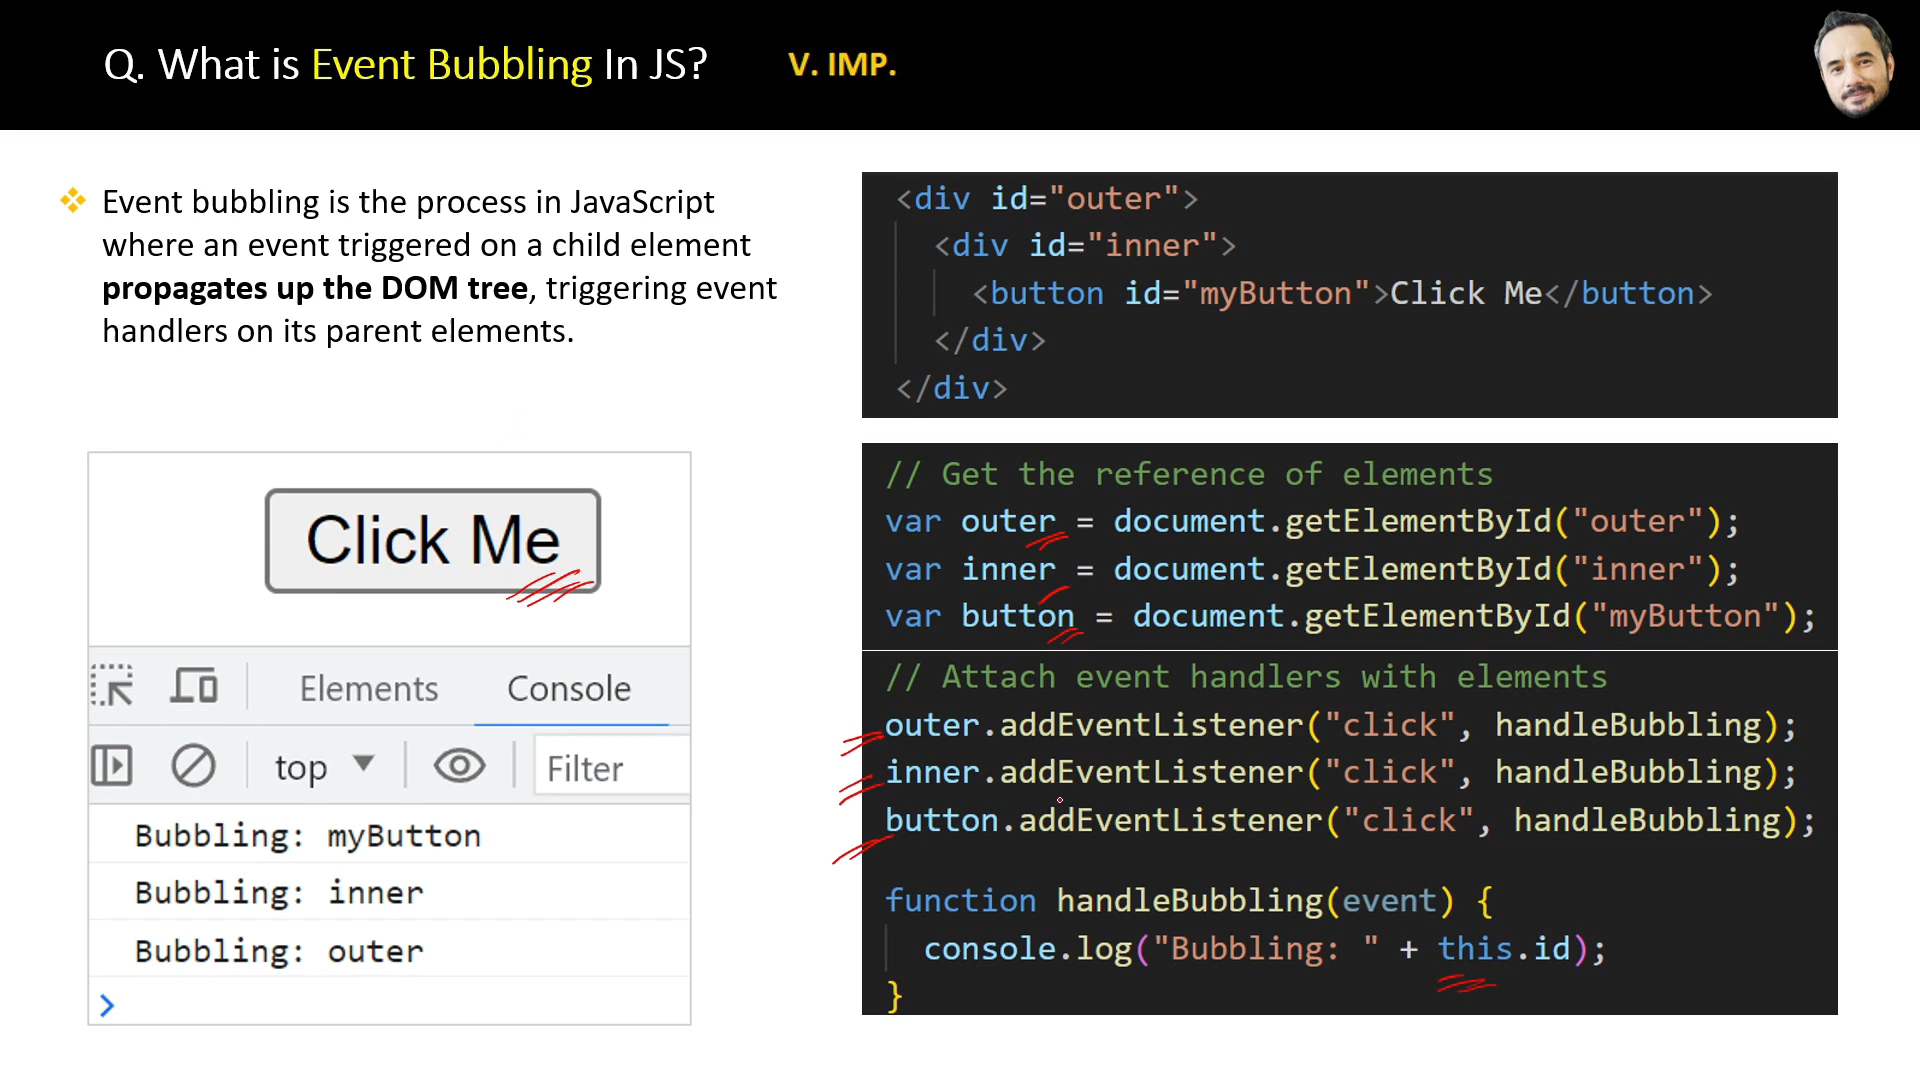 Q. What is Event Bubbling In JS? V. IMP.
Event bubbling is the process in JavaScript
where an event triggered on a child element
propagates up the DOM tree, triggering event
handlers on its parent elements.
<div id="outer">
<div id="inner">
<button id="myButton">Click Me</button>
</div>
</div>
Click Me
Elements Console
top Filter
Bubbling: myButton
Bubbling: inner
Bubbling: outer
// Get the reference of elements
var outer = document.getElementById("outer");
var inner = document.getElementById("inner");
var button = document.getElementById("myButton");
// Attach event handlers with elements
outer.addEventListener("click", handleBubbling);
inner.addEventListener("click", handleBubbling);
button.addEventListener("click", handleBubbling);
function handleBubbling(event) {
console.log("Bubbling: " + this.id);
}